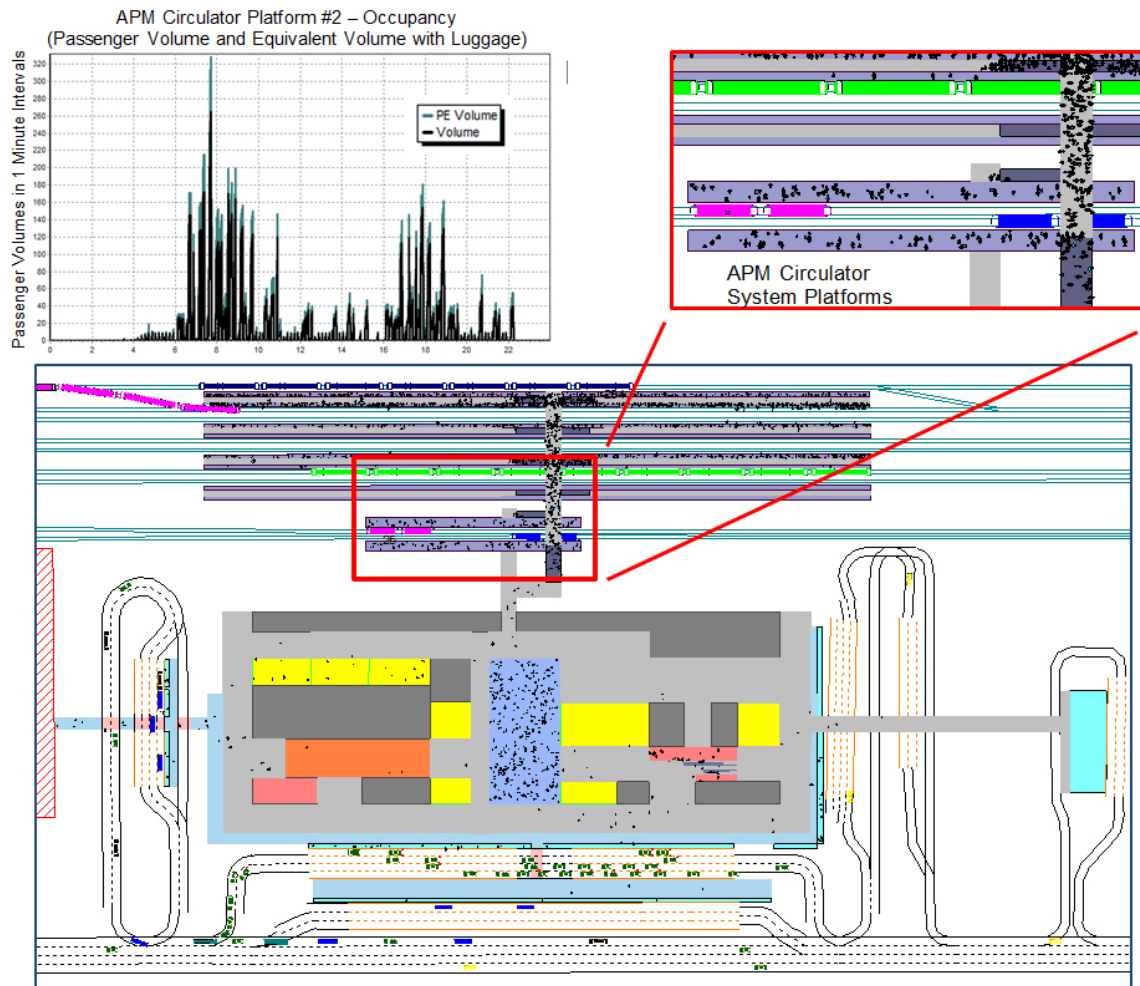 APM Circulator Platform #2 – Occupancy
(Passenger Volume and Equivalent Volume with Luggage)
Passenger Volumes in 1 Minute Intervals
320
300
280
260
240
220
200
180
160
140
120
100
80
60
40
20
0
0 2 4 6 8 10 12 14 16 18 20 22
PE Volume
Volume
APM Circulator
System Platforms